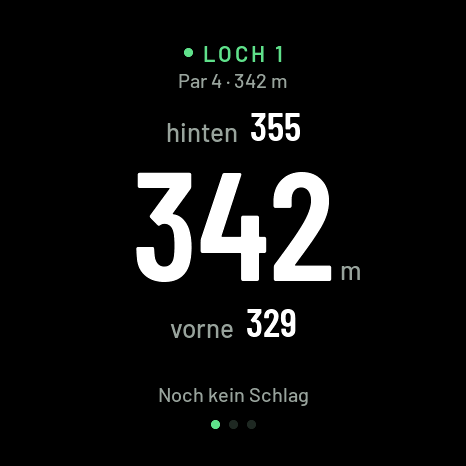 LOCH 1
Par 4 · 342 m
hinten 355
342 m
vorne 329
Noch kein Schlag